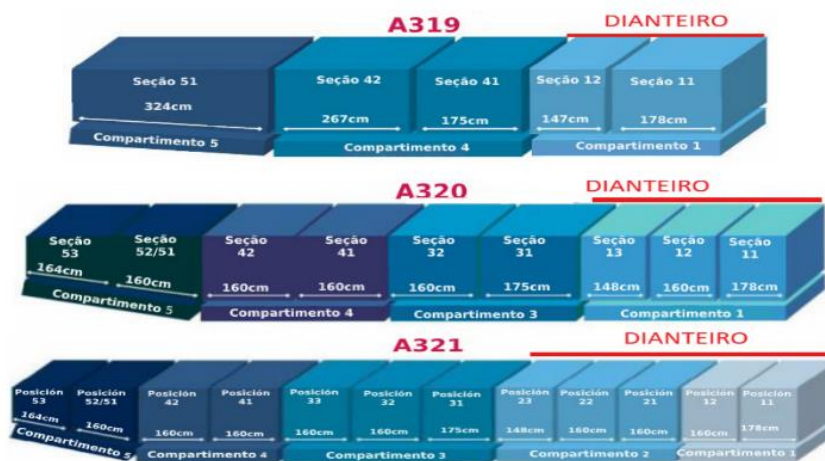 A319
DIANTEIRO
Seção 51
324cm
Compartimento 5
Seção 42
267cm
Seção 41
175cm
Compartimento 4
Seção 12
147cm
Seção 11
178cm
Compartimento 1
A320
DIANTEIRO
Seção
53
164cm
Seção
52/51
160cm
Compartimento 5
Seção
42
160cm
Seção
41
160cm
Compartimento 4
Seção
32
160cm
Seção
31
175cm
Compartimento 3
Seção
13
148cm
Seção
12
160cm
Seção
11
178cm
Compartimento 1
A321
DIANTEIRO
Posición
53
164cm
Posición
52/51
160cm
Compartimento 5
Posición
42
160cm
Posición
41
160cm
Compartimento 4
Posición
33
160cm
Posición
32
160cm
Posición
31
175cm
Compartimento 3
Posición
23
148cm
Posición
22
160cm
Posición
21
160cm
Compartimento 2
Posición
12
160cm
Posición
11
178cm
Compartimento 1